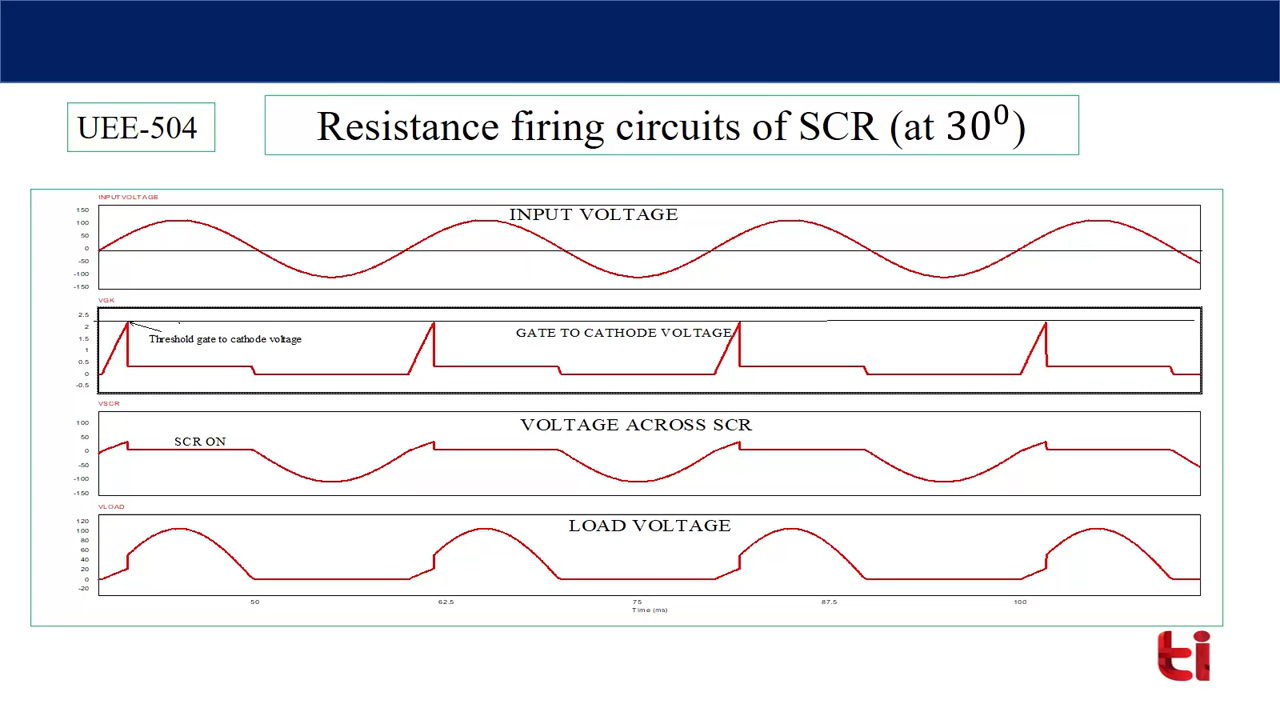 UEE-504
Resistance firing circuits of SCR (at 30⁰)
INPUTVOLTAGE
INPUT VOLTAGE
150
100
50
0
-50
-100
-150
VGK
2.5
2
1.5
1
0.5
0
-0.5
Threshold gate to cathode voltage
GATE TO CATHODE VOLTAGE
VSCR
100
50
0
-50
-100
-150
SCR ON
VOLTAGE ACROSS SCR
VLOAD
120
100
80
60
40
20
0
-20
LOAD VOLTAGE
50 62.5 75 87.5 100
Time (ms)
ti